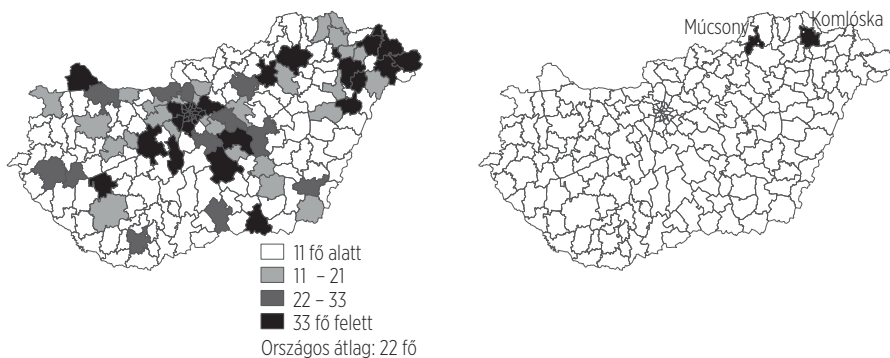 Múcsony
Komlóska
11 fő alatt
11 – 21
22 – 33
33 fő felett
Országos átlag: 22 fő